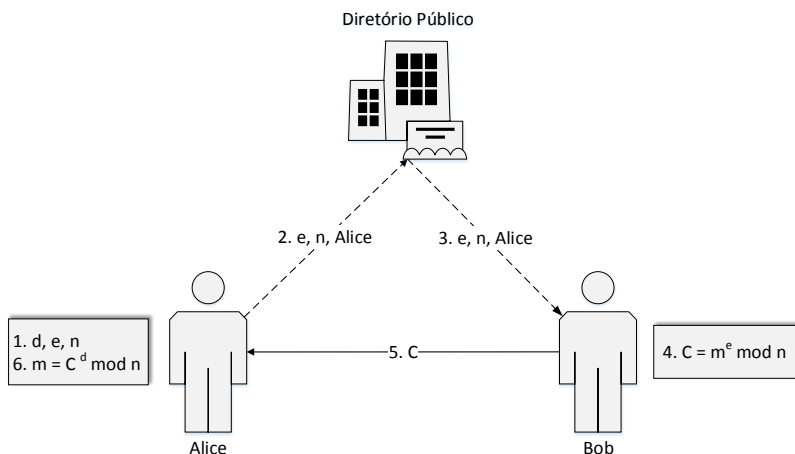 Diretório Público
2. e, n, Alice
3. e, n, Alice
1. d, e, n
6. m = C^d mod n
5. C
4. C = m^e mod n
Alice
Bob